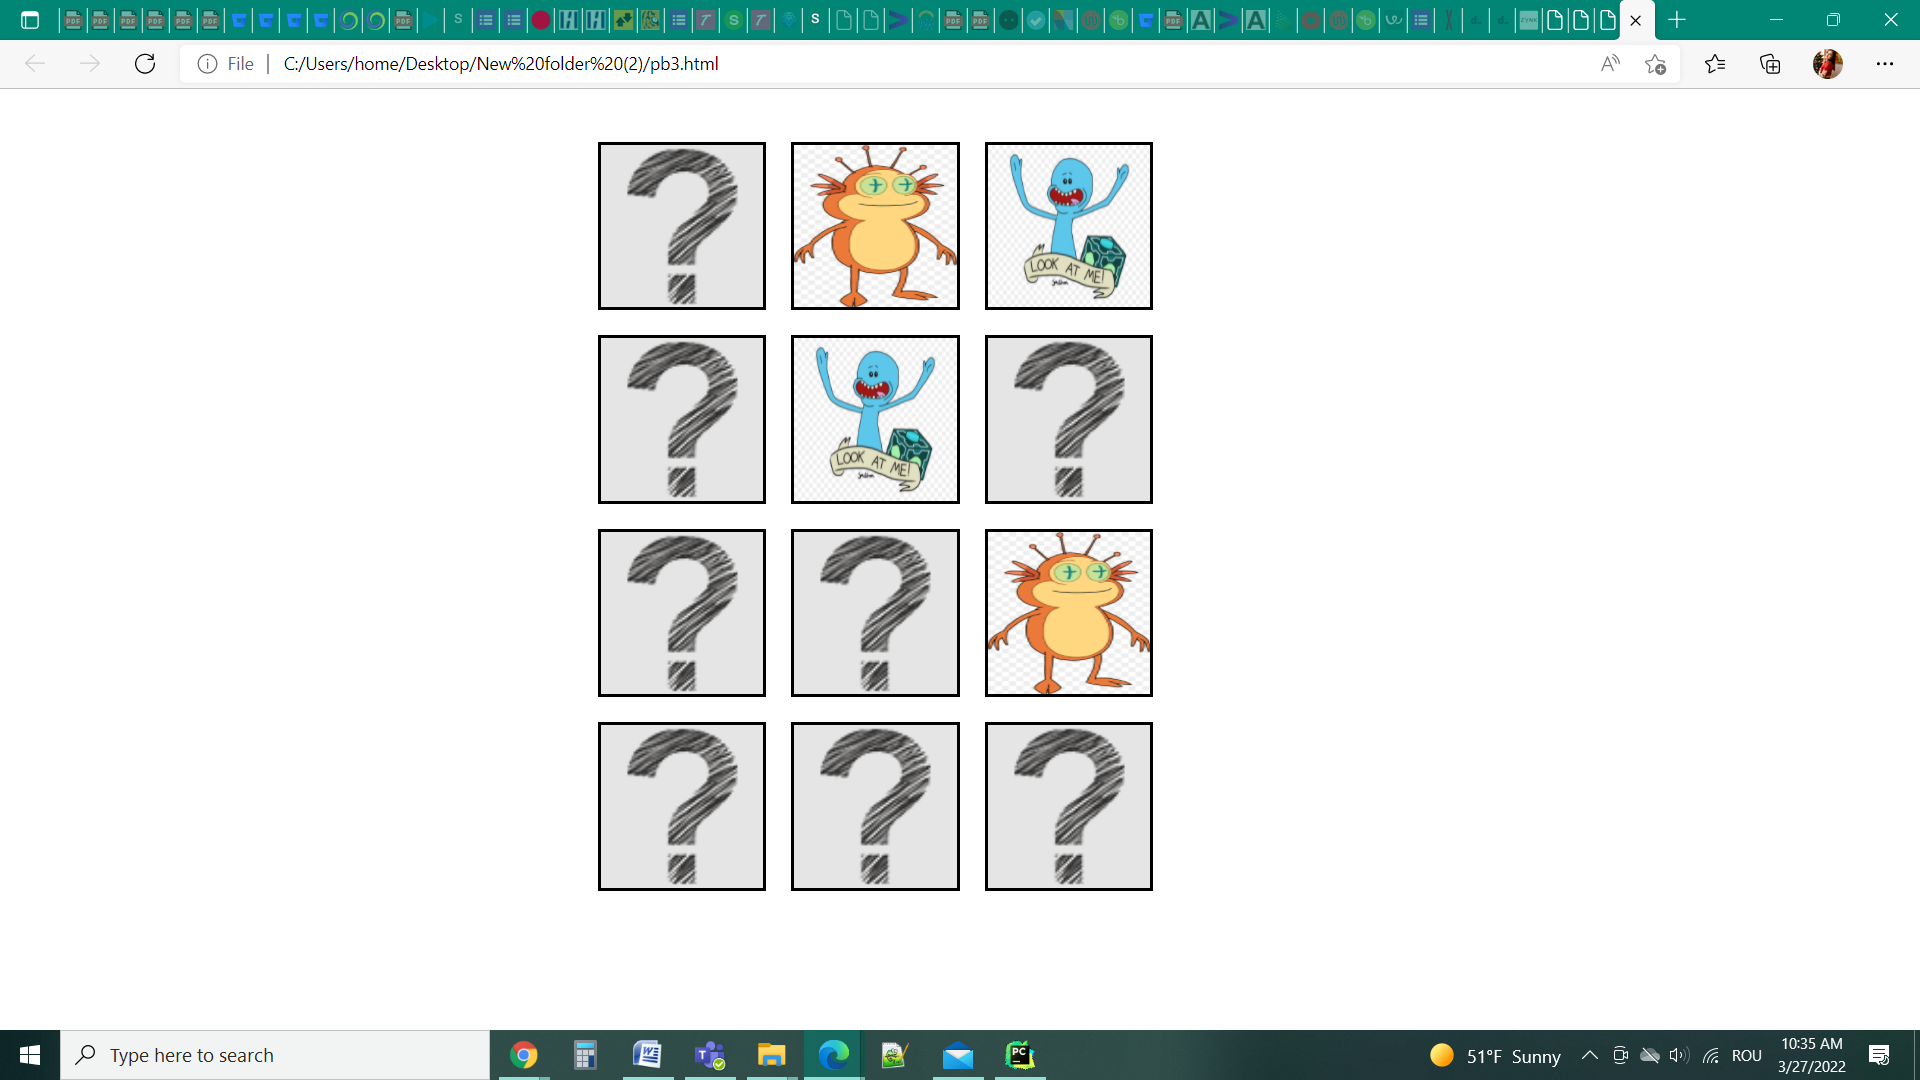 File
C:/Users/home/Desktop/New%20folder%20(2)/pb3.html
LOOK AT ME!
LOOK AT ME!
Type here to search
51°F Sunny
ROU
10:35 AM
3/27/2022